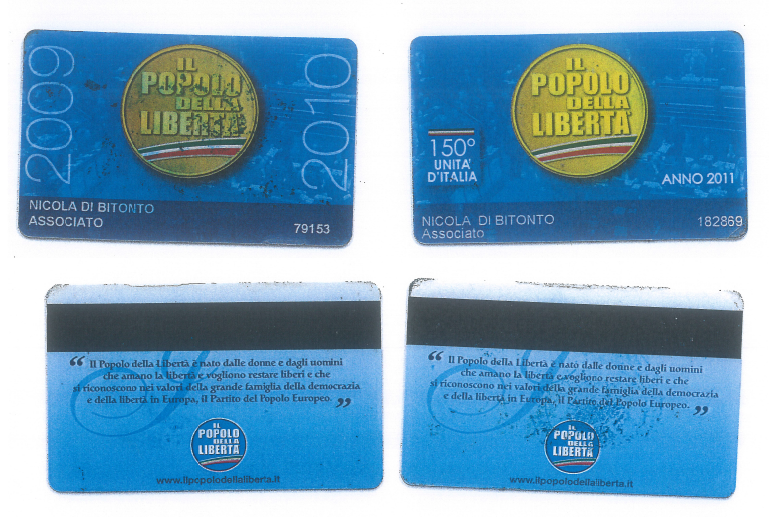 2009
IL
POPOLO
DELLA
LIBERTÀ
2010
NICOLA DI BITONTO
ASSOCIATO
79153
IL
POPOLO
DELLA
LIBERTÀ
150°
UNITA'
D'ITALIA
ANNO 2011
NICOLA DI BITONTO
Associato
182869
“ Il Popolo della Libertà è nato dalle donne e dagli uomini
che amano la libertà e vogliono restare liberi e che
si riconoscono nei valori della grande famiglia della democrazia
e della libertà in Europa, il Partito del Popolo Europeo. ”
IL
POPOLO
DELLA
LIBERTÀ
www.ilpopolodellaliberta.it
“ Il Popolo della Libertà è nato dalle donne e dagli uomini
che amano la libertà e vogliono restare liberi e che
si riconoscono nei valori della grande famiglia della democrazia
e della libertà in Europa, il Partito del Popolo Europeo. ”
IL
POPOLO
DELLA
LIBERTÀ
www.ilpopolodellaliberta.it